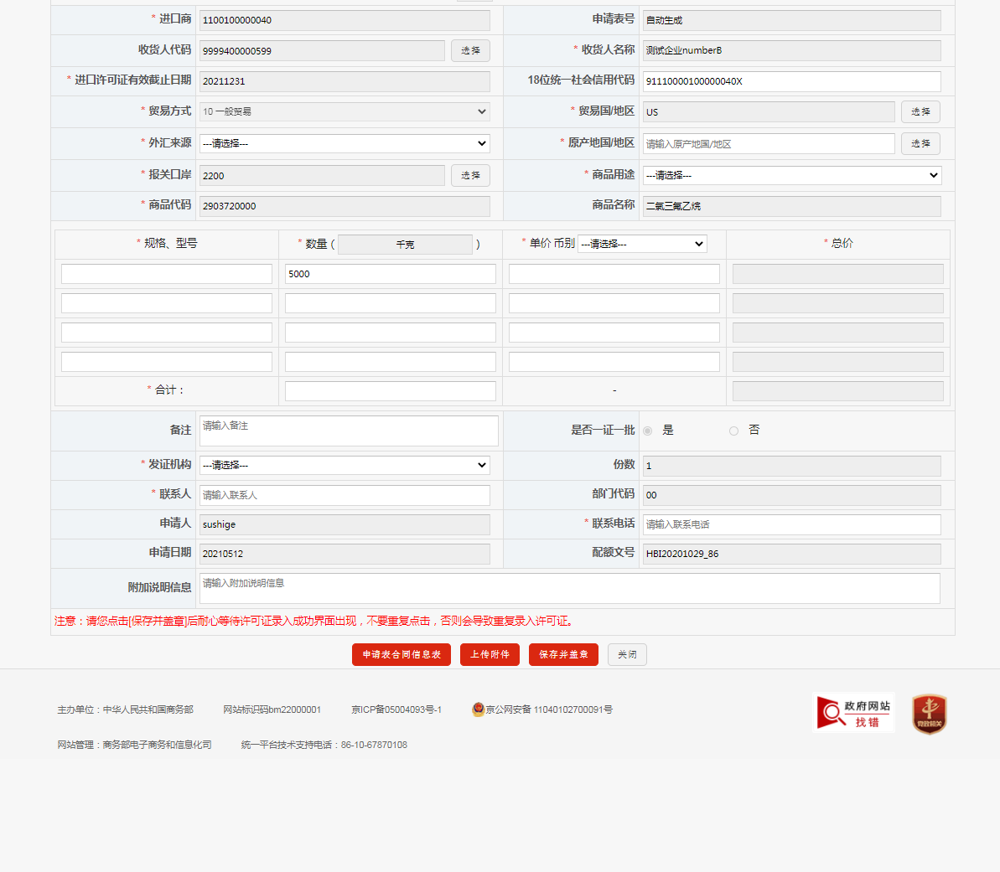 * 进口商 1100100000040 申请表号 自动生成
收货人代码 9999400000599 选择 * 收货人名称 测试企业numberB
* 进口许可证有效截止日期 20211231 18位统一社会信用代码 91110000100000040X
* 贸易方式 10 一般贸易 * 贸易国/地区 US 选择
* 外汇来源 ---请选择--- * 原产地国/地区 请输入原产地国/地区 选择
* 报关口岸 2200 选择 * 商品用途 ---请选择---
* 商品代码 2903720000 商品名称 二氯三氟乙烷
* 规格、型号 * 数量 ( 千克 ) * 单价 币别 ---请选择--- * 总价
5000
* 合计： -
备注 请输入备注 是否一证一批 是 否
* 发证机构 ---请选择--- 份数 1
* 联系人 请输入联系人 部门代码 00
申请人 sushige * 联系电话 请输入联系电话
申请日期 20210512 配额文号 HBI20201029_86
附加说明信息 请输入附加说明信息
注意：请您点击[保存并盖章]后耐心等待许可证录入成功界面出现，不要重复点击，否则会导致重复录入许可证。
申请表合同信息表 上传附件 保存并盖章 关闭
主办单位：中华人民共和国商务部 网站标识码bm22000001 京ICP备05004093号-1 京公网安备 11040102700091号
政府网站
找错
党政机关
网站管理：商务部电子商务和信息化司 统一平台技术支持电话：86-10-67870108